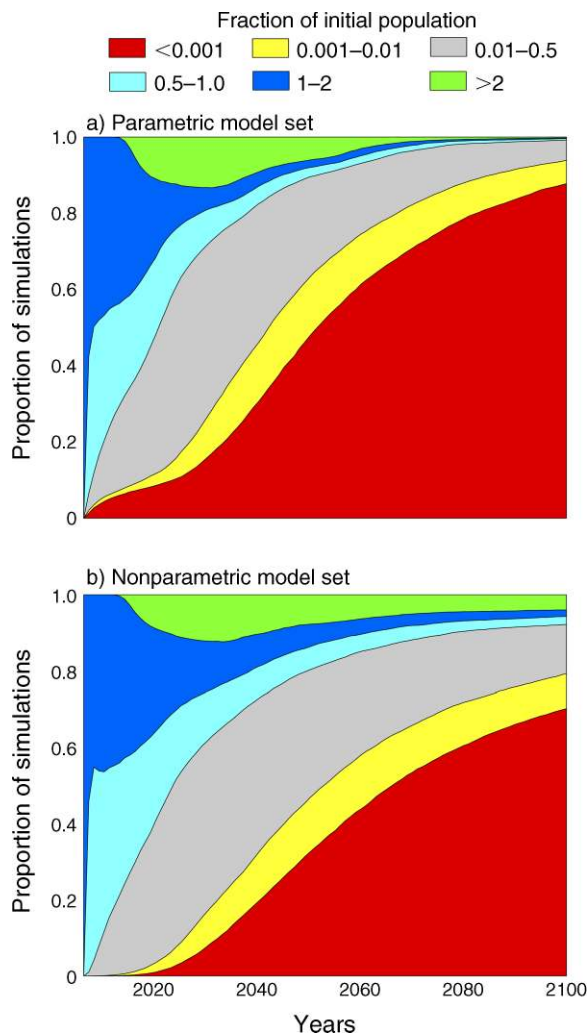 Fraction of initial population
<0.001 0.001–0.01 0.01–0.5
0.5–1.0 1–2 >2
a) Parametric model set
1.0
0.8
0.6
0.4
0.2
0
Proportion of simulations
b) Nonparametric model set
1.0
0.8
0.6
0.4
0.2
0
Proportion of simulations
2020 2040 2060 2080 2100
Years